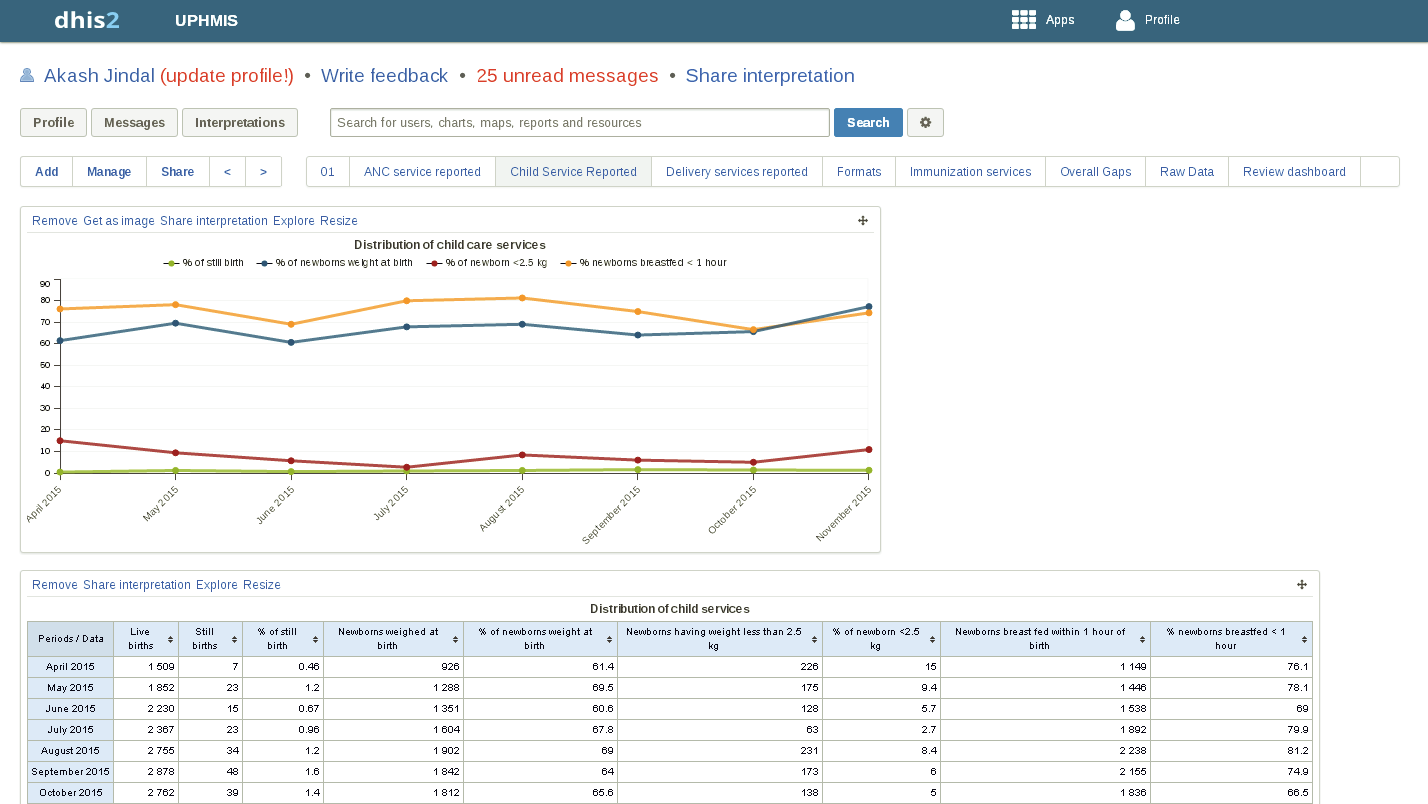 dhis2 UPHMIS Apps Profile
Akash Jindal (update profile!) • Write feedback • 25 unread messages • Share interpretation
Profile Messages Interpretations Search for users, charts, maps, reports and resources Search
Add Manage Share < > 01 ANC service reported Child Service Reported Delivery services reported Formats Immunization services Overall Gaps Raw Data Review dashboard
Remove Get as image Share interpretation Explore Resize
Distribution of child care services
% of still birth % of newborns weight at birth % of newborn <2.5 kg % newborns breastfed < 1 hour
90
80
70
60
50
40
30
20
10
0
April 2015 May 2015 June 2015 July 2015 August 2015 September 2015 October 2015 November 2015
Remove Share interpretation Explore Resize
Distribution of child services
Periods / Data Live births Still births % of still birth Newborns weighed at birth % of newborns weight at birth Newborns having weight less than 2.5 kg % of newborn <2.5 kg Newborns breast fed within 1 hour of birth % newborns breastfed < 1 hour
April 2015 1 509 7 0.46 926 61.4 226 15 1 149 76.1
May 2015 1 852 23 1.2 1 288 69.5 175 9.4 1 446 78.1
June 2015 2 230 15 0.67 1 351 60.6 128 5.7 1 538 69
July 2015 2 367 23 0.96 1 604 67.8 63 2.7 1 892 79.9
August 2015 2 755 34 1.2 1 902 69 231 8.4 2 238 81.2
September 2015 2 878 48 1.6 1 842 64 173 6 2 155 74.9
October 2015 2 762 39 1.4 1 812 65.6 138 5 1 836 66.5